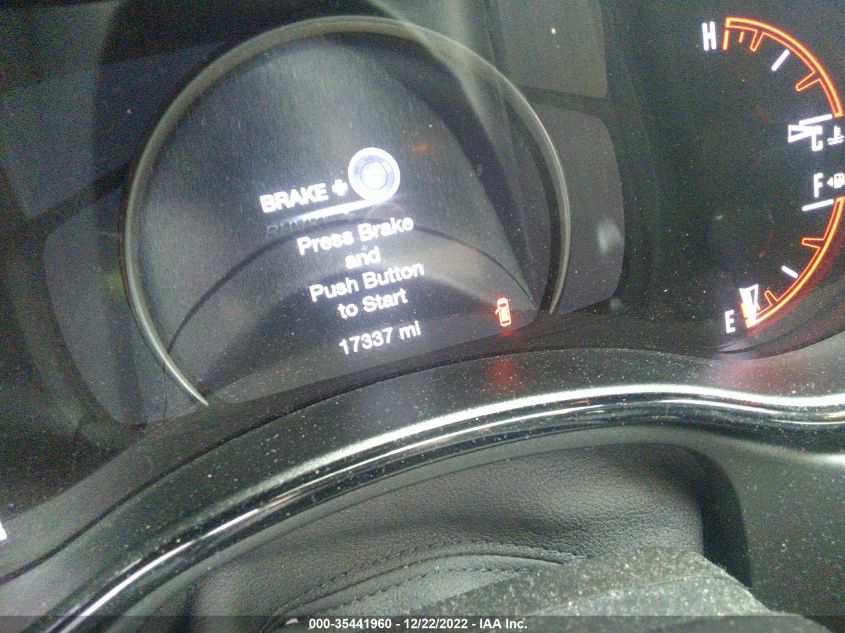 H
C
F
E
BRAKE +
Press Brake
and
Push Button
to Start
17337 mi
000-35441960 - 12/22/2022 - IAA Inc.